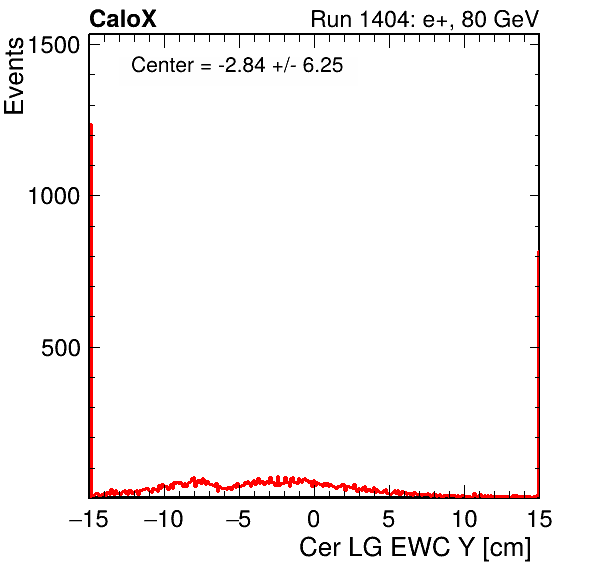 CaloX Run 1404: e+, 80 GeV
Center = -2.84 +/- 6.25
Events
1500
1000
500
−15 −10 −5 0 5 10 15
Cer LG EWC Y [cm]